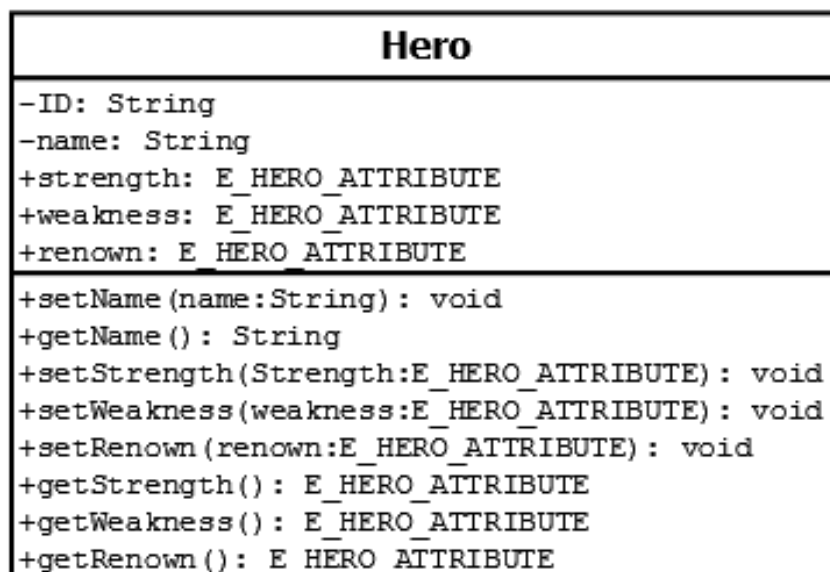 Hero
-ID: String
-name: String
+strength: E_HERO_ATTRIBUTE
+weakness: E_HERO_ATTRIBUTE
+renown: E_HERO_ATTRIBUTE
+setName(name:String): void
+getName(): String
+setStrength(Strength:E_HERO_ATTRIBUTE): void
+setWeakness(weakness:E_HERO_ATTRIBUTE): void
+setRenown(renown:E_HERO_ATTRIBUTE): void
+getStrength(): E_HERO_ATTRIBUTE
+getWeakness(): E_HERO_ATTRIBUTE
+getRenown(): E_HERO_ATTRIBUTE